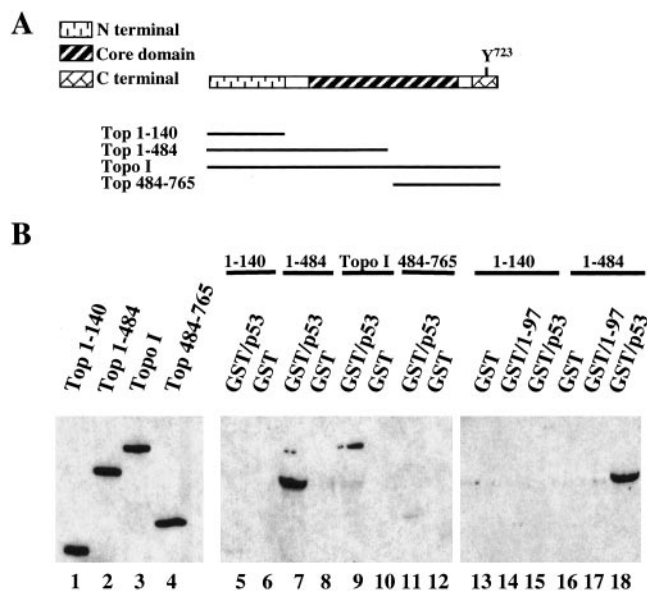 A
N terminal
Core domain
C terminal
Y723
Top 1-140
Top 1-484
Topo I
Top 484-765
B
1-140 1-484 Topo I 484-765 1-140 1-484
Top 1-140
Top 1-484
Topo I
Top 484-765
GST/p53
GST
GST/p53
GST
GST/p53
GST
GST/p53
GST
GST
GST/1-97
GST/p53
GST
GST/1-97
GST/p53
1 2 3 4 5 6 7 8 9 10 11 12 13 14 15 16 17 18